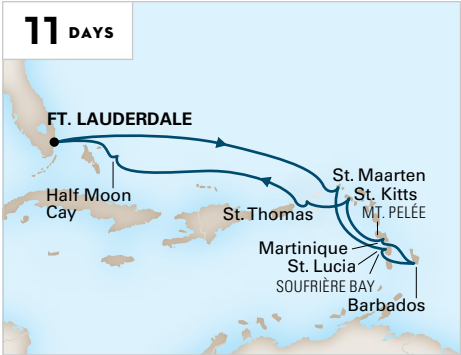 11 DAYS
FT. LAUDERDALE
Half Moon
Cay
St. Thomas
St. Maarten
St. Kitts
MT. PELÉE
Martinique
St. Lucia
SOUFRIÈRE BAY
Barbados